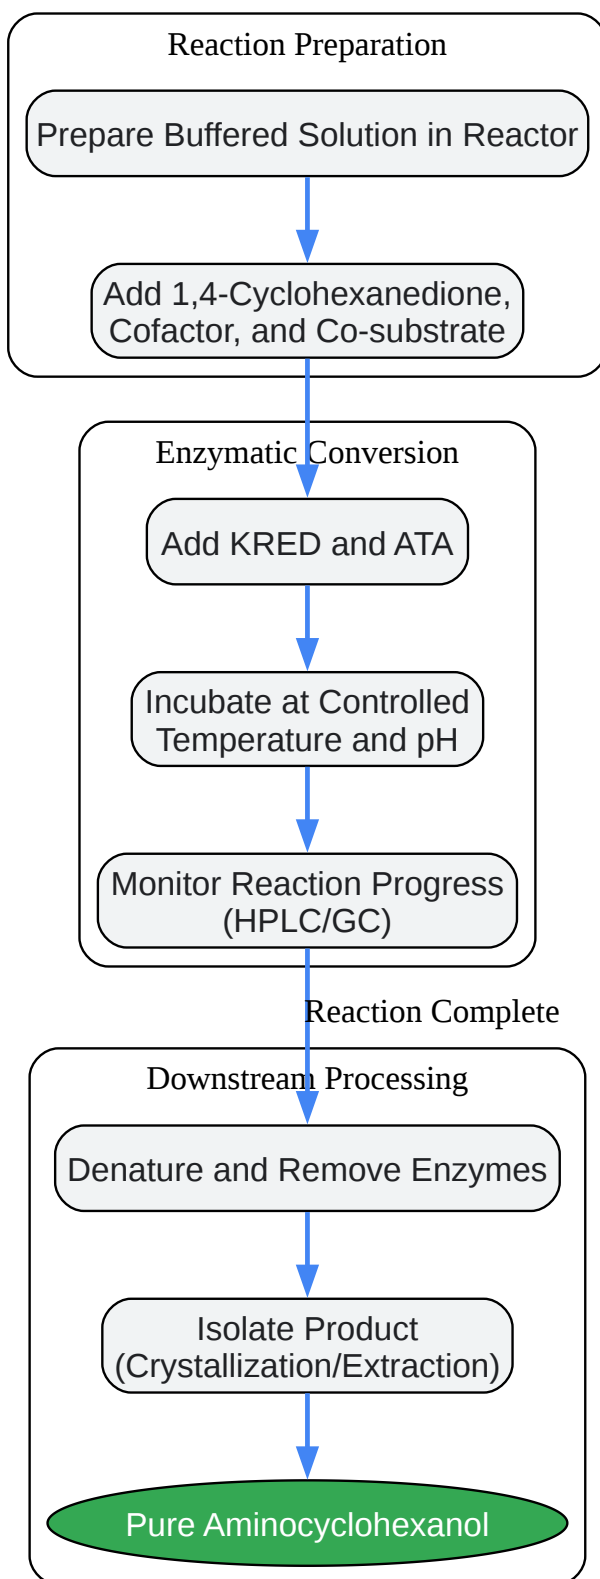 Reaction Preparation
Prepare Buffered Solution in Reactor
Add 1,4-Cyclohexanedione,
Cofactor, and Co-substrate
Enzymatic Conversion
Add KRED and ATA
Incubate at Controlled
Temperature and pH
Monitor Reaction Progress
(HPLC/GC)
Reaction Complete
Downstream Processing
Denature and Remove Enzymes
Isolate Product
(Crystallization/Extraction)
Pure Aminocyclohexanol